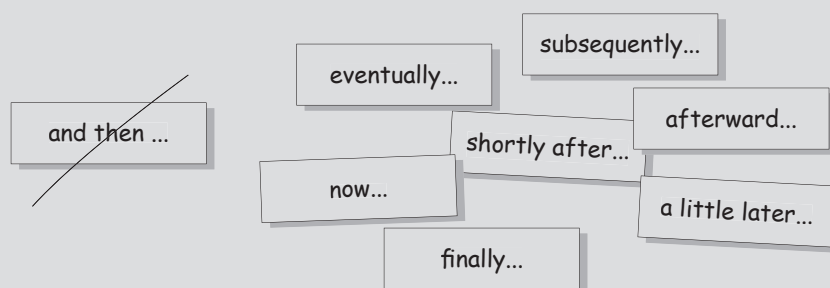 subsequently...
eventually...
afterward...
and then ...
shortly after...
now...
a little later...
finally...